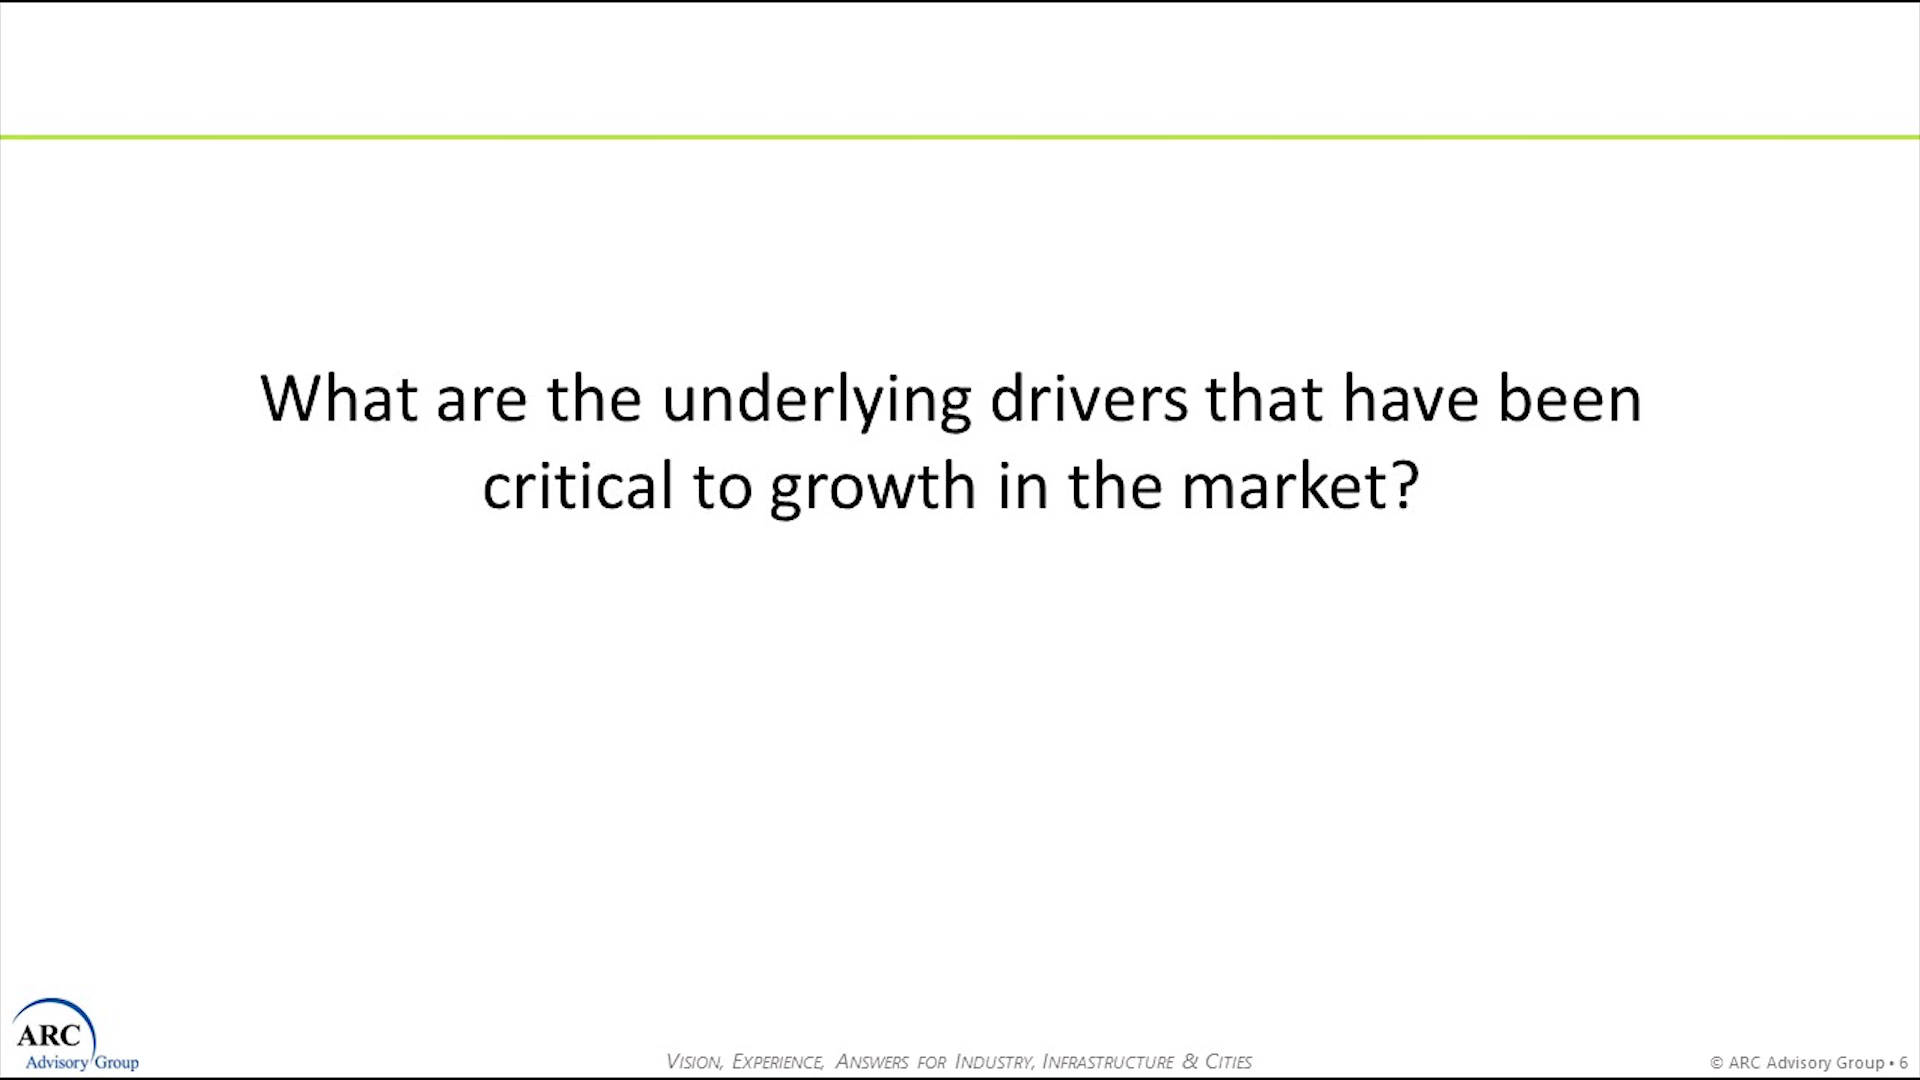 What are the underlying drivers that have been
critical to growth in the market?
ARC
Advisory Group
VISION, EXPERIENCE, ANSWERS FOR INDUSTRY, INFRASTRUCTURE & CITIES
© ARC Advisory Group • 6